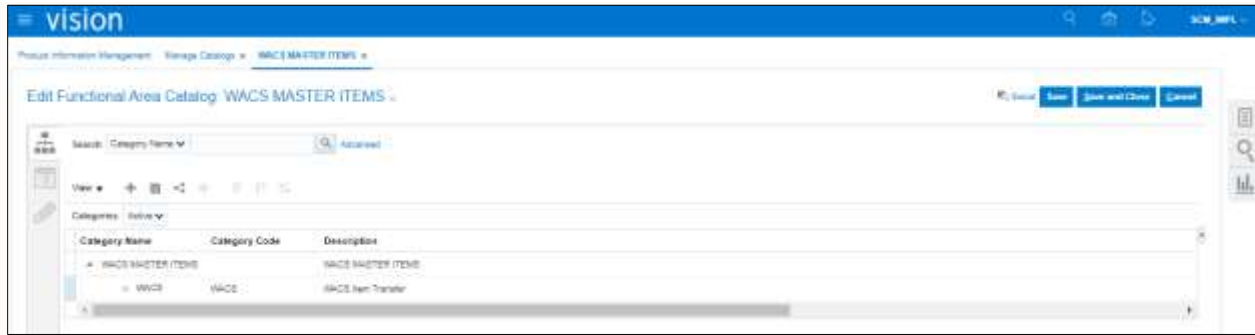 vision SCM_IMPL
Product Information Management Manage Catalogs × WACS MASTER ITEMS ×
Edit Functional Area Catalog: WACS MASTER ITEMS
Save Save and Close Cancel
Search Category Name Advanced
View
Categories Active
Category Name Category Code Description
WACS MASTER ITEMS WACS MASTER ITEMS
WACS WACS WACS Item Transfer